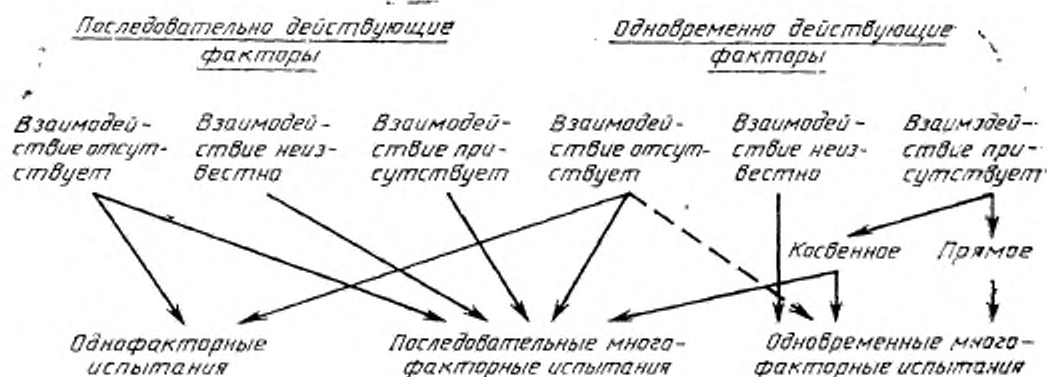 Последовательно действующие
факторы
Одновременно действующие
факторы
Взаимодей-
ствие отсут-
ствует
Взаимодей-
ствие неиз-
вестно
Взаимодей-
ствие при-
сутствует
Взаимодей-
ствие отсут-
ствует
Взаимодей-
ствие неиз-
вестно
Взаимодей-
ствие при-
сутствует
Косвенное
Прямое
Однофакторные
испытания
Последовательные много-
факторные испытания
Одновременные много-
факторные испытания